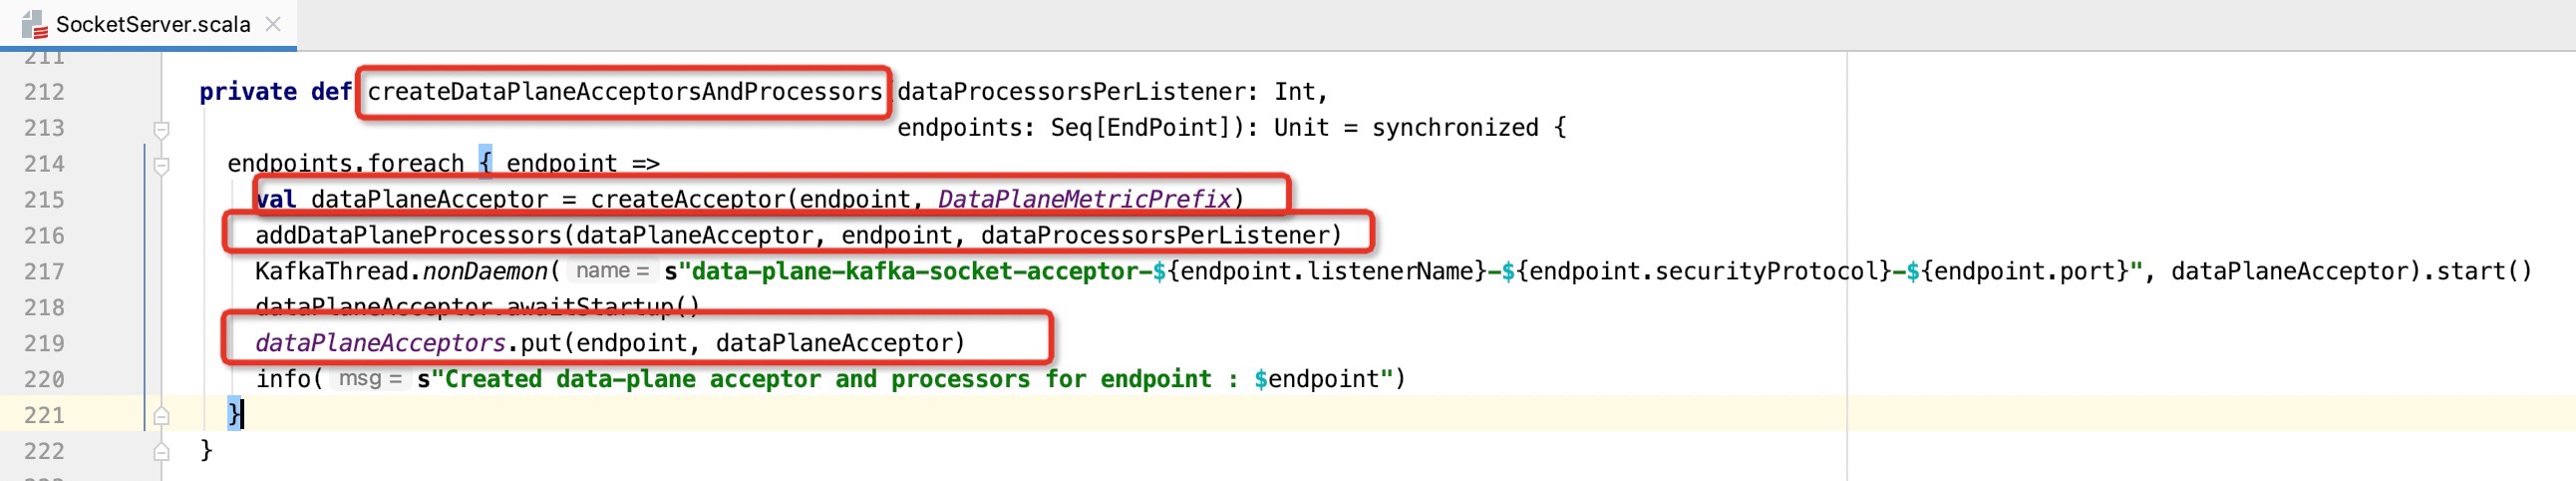 SocketServer.scala
211
212 private def createDataPlaneAcceptorsAndProcessors(dataProcessorsPerListener: Int,
213 endpoints: Seq[EndPoint]): Unit = synchronized {
214 endpoints.foreach { endpoint =>
215 val dataPlaneAcceptor = createAcceptor(endpoint, DataPlaneMetricPrefix)
216 addDataPlaneProcessors(dataPlaneAcceptor, endpoint, dataProcessorsPerListener)
217 KafkaThread.nonDaemon( name = s"data-plane-kafka-socket-acceptor-${endpoint.listenerName}-${endpoint.securityProtocol}-${endpoint.port}", dataPlaneAcceptor).start()
218 dataPlaneAcceptor.awaitStartup()
219 dataPlaneAcceptors.put(endpoint, dataPlaneAcceptor)
220 info( msg = s"Created data-plane acceptor and processors for endpoint : $endpoint")
221 }
222 }
223